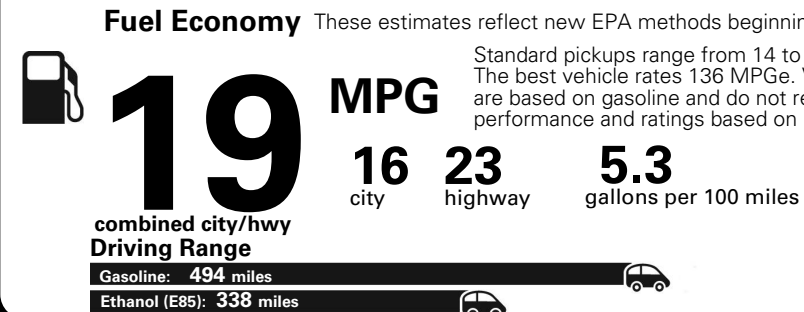 Fuel Economy These estimates reflect new EPA methods beginnin
Standard pickups range from 14 to
The best vehicle rates 136 MPGe.
are based on gasoline and do not re
performance and ratings based on
19 MPG
16 city
23 highway
5.3 gallons per 100 miles
combined city/hwy
Driving Range
Gasoline: 494 miles
Ethanol (E85): 338 miles